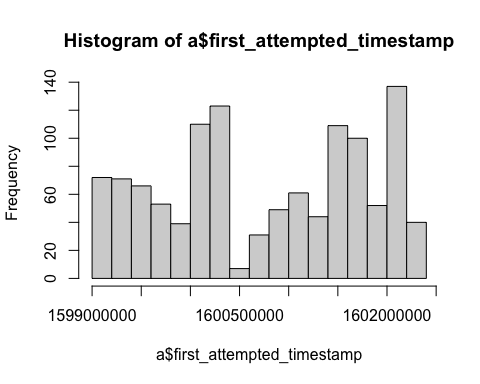 Histogram of a$first_attempted_timestamp
Frequency
140
100
60
20
0
1599000000 1600500000 1602000000
a$first_attempted_timestamp